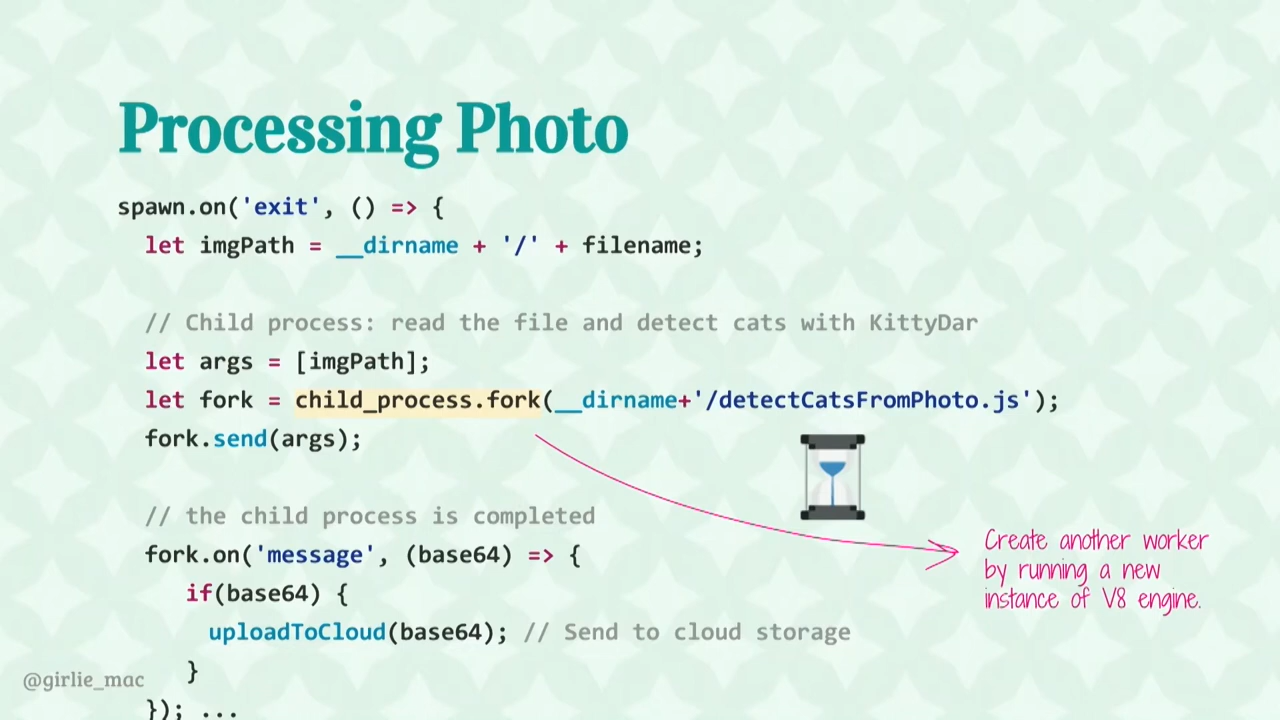 Processing Photo
spawn.on('exit', () => {
let imgPath = __dirname + '/' + filename;
// Child process: read the file and detect cats with KittyDar
let args = [imgPath];
let fork = child_process.fork(__dirname+'/detectCatsFromPhoto.js');
fork.send(args);
// the child process is completed
fork.on('message', (base64) => {
if(base64) {
uploadToCloud(base64); // Send to cloud storage
}
}); ...
Create another worker
by running a new
instance of V8 engine.
@girlie_mac